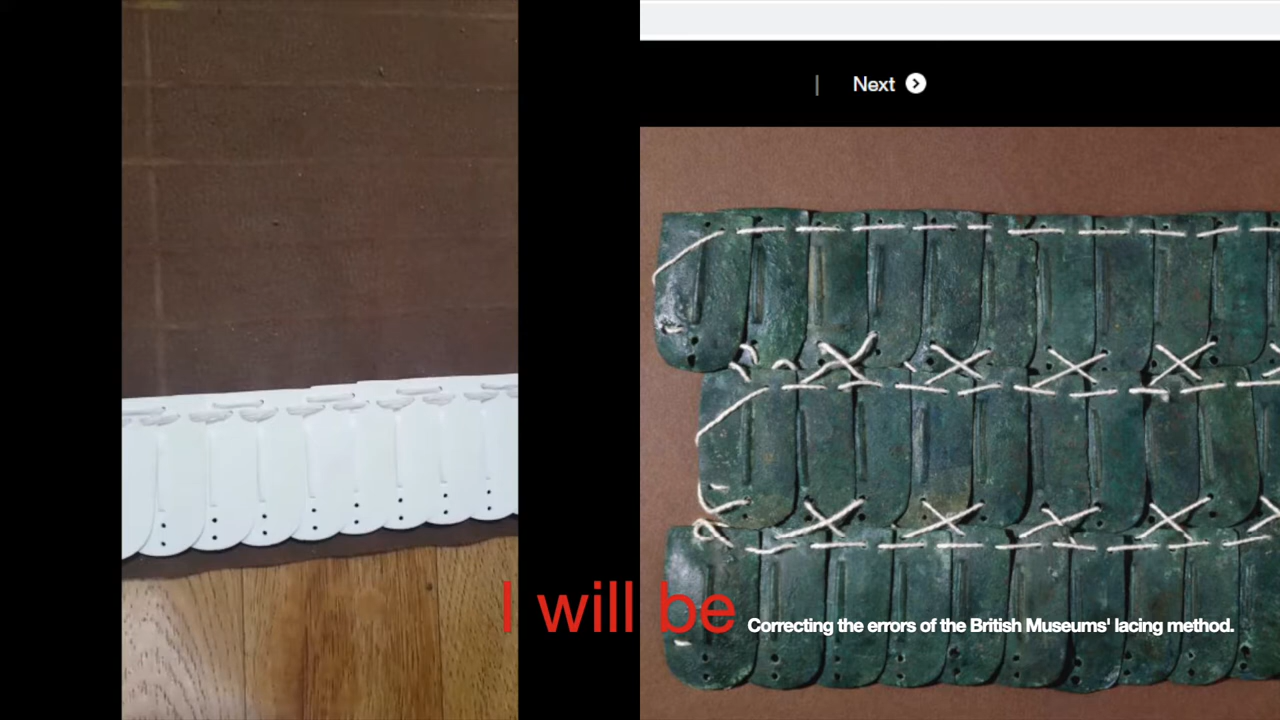 | Next
I will be
Correcting the errors of the British Museums' lacing method.